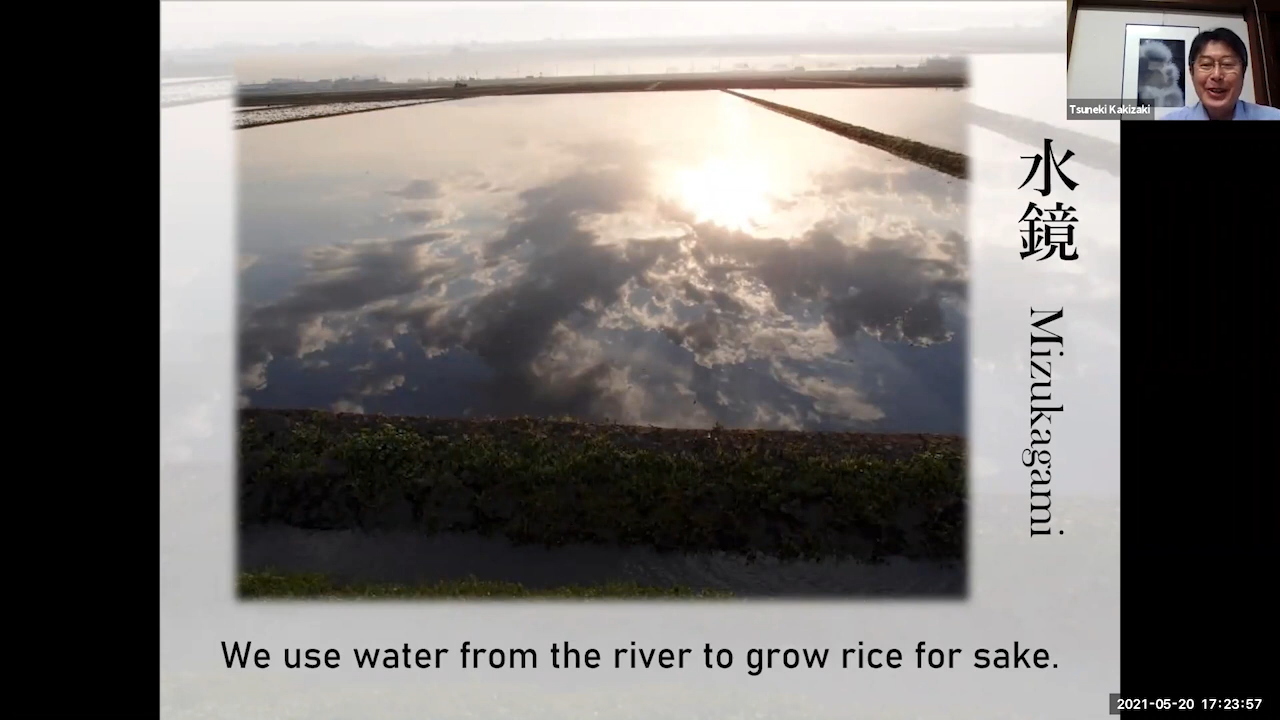 Tsuneki Kakizaki
水鏡 Mizukagami
We use water from the river to grow rice for sake.
2021-05-20 17:23:57